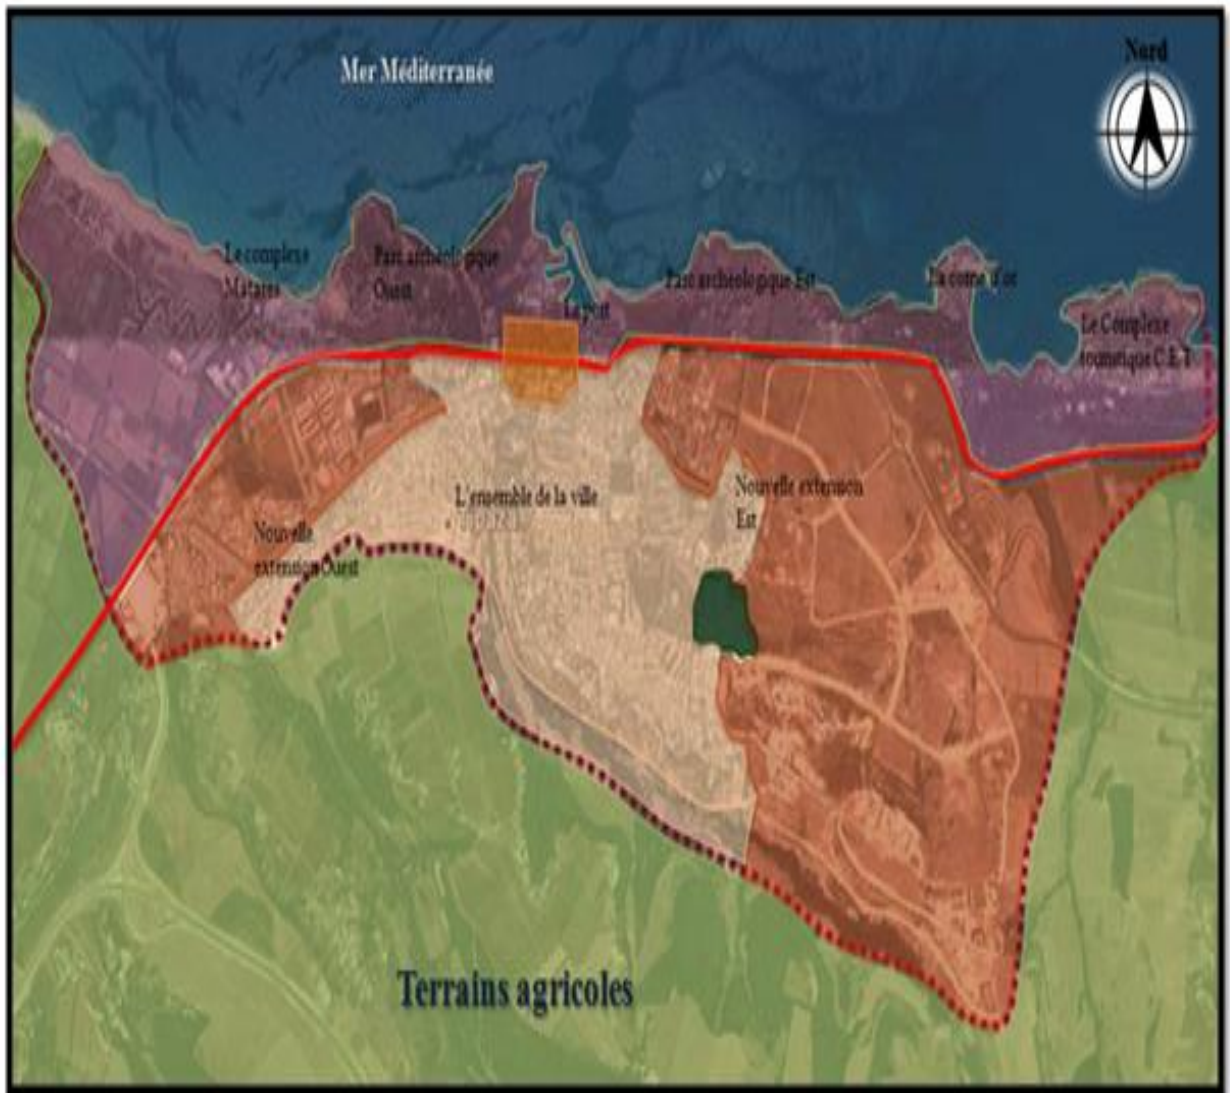 Nord
Mer Méditerranée
Le complexe
Matares
Parc archéologique
Ouest
Le port
Parc archéologique Est
La corne d'or
Le Complexe
touristique C.E.T
L'ensemble de la ville
Nouvelle extension
Est
Nouvelle
extension Ouest
Terrains agricoles